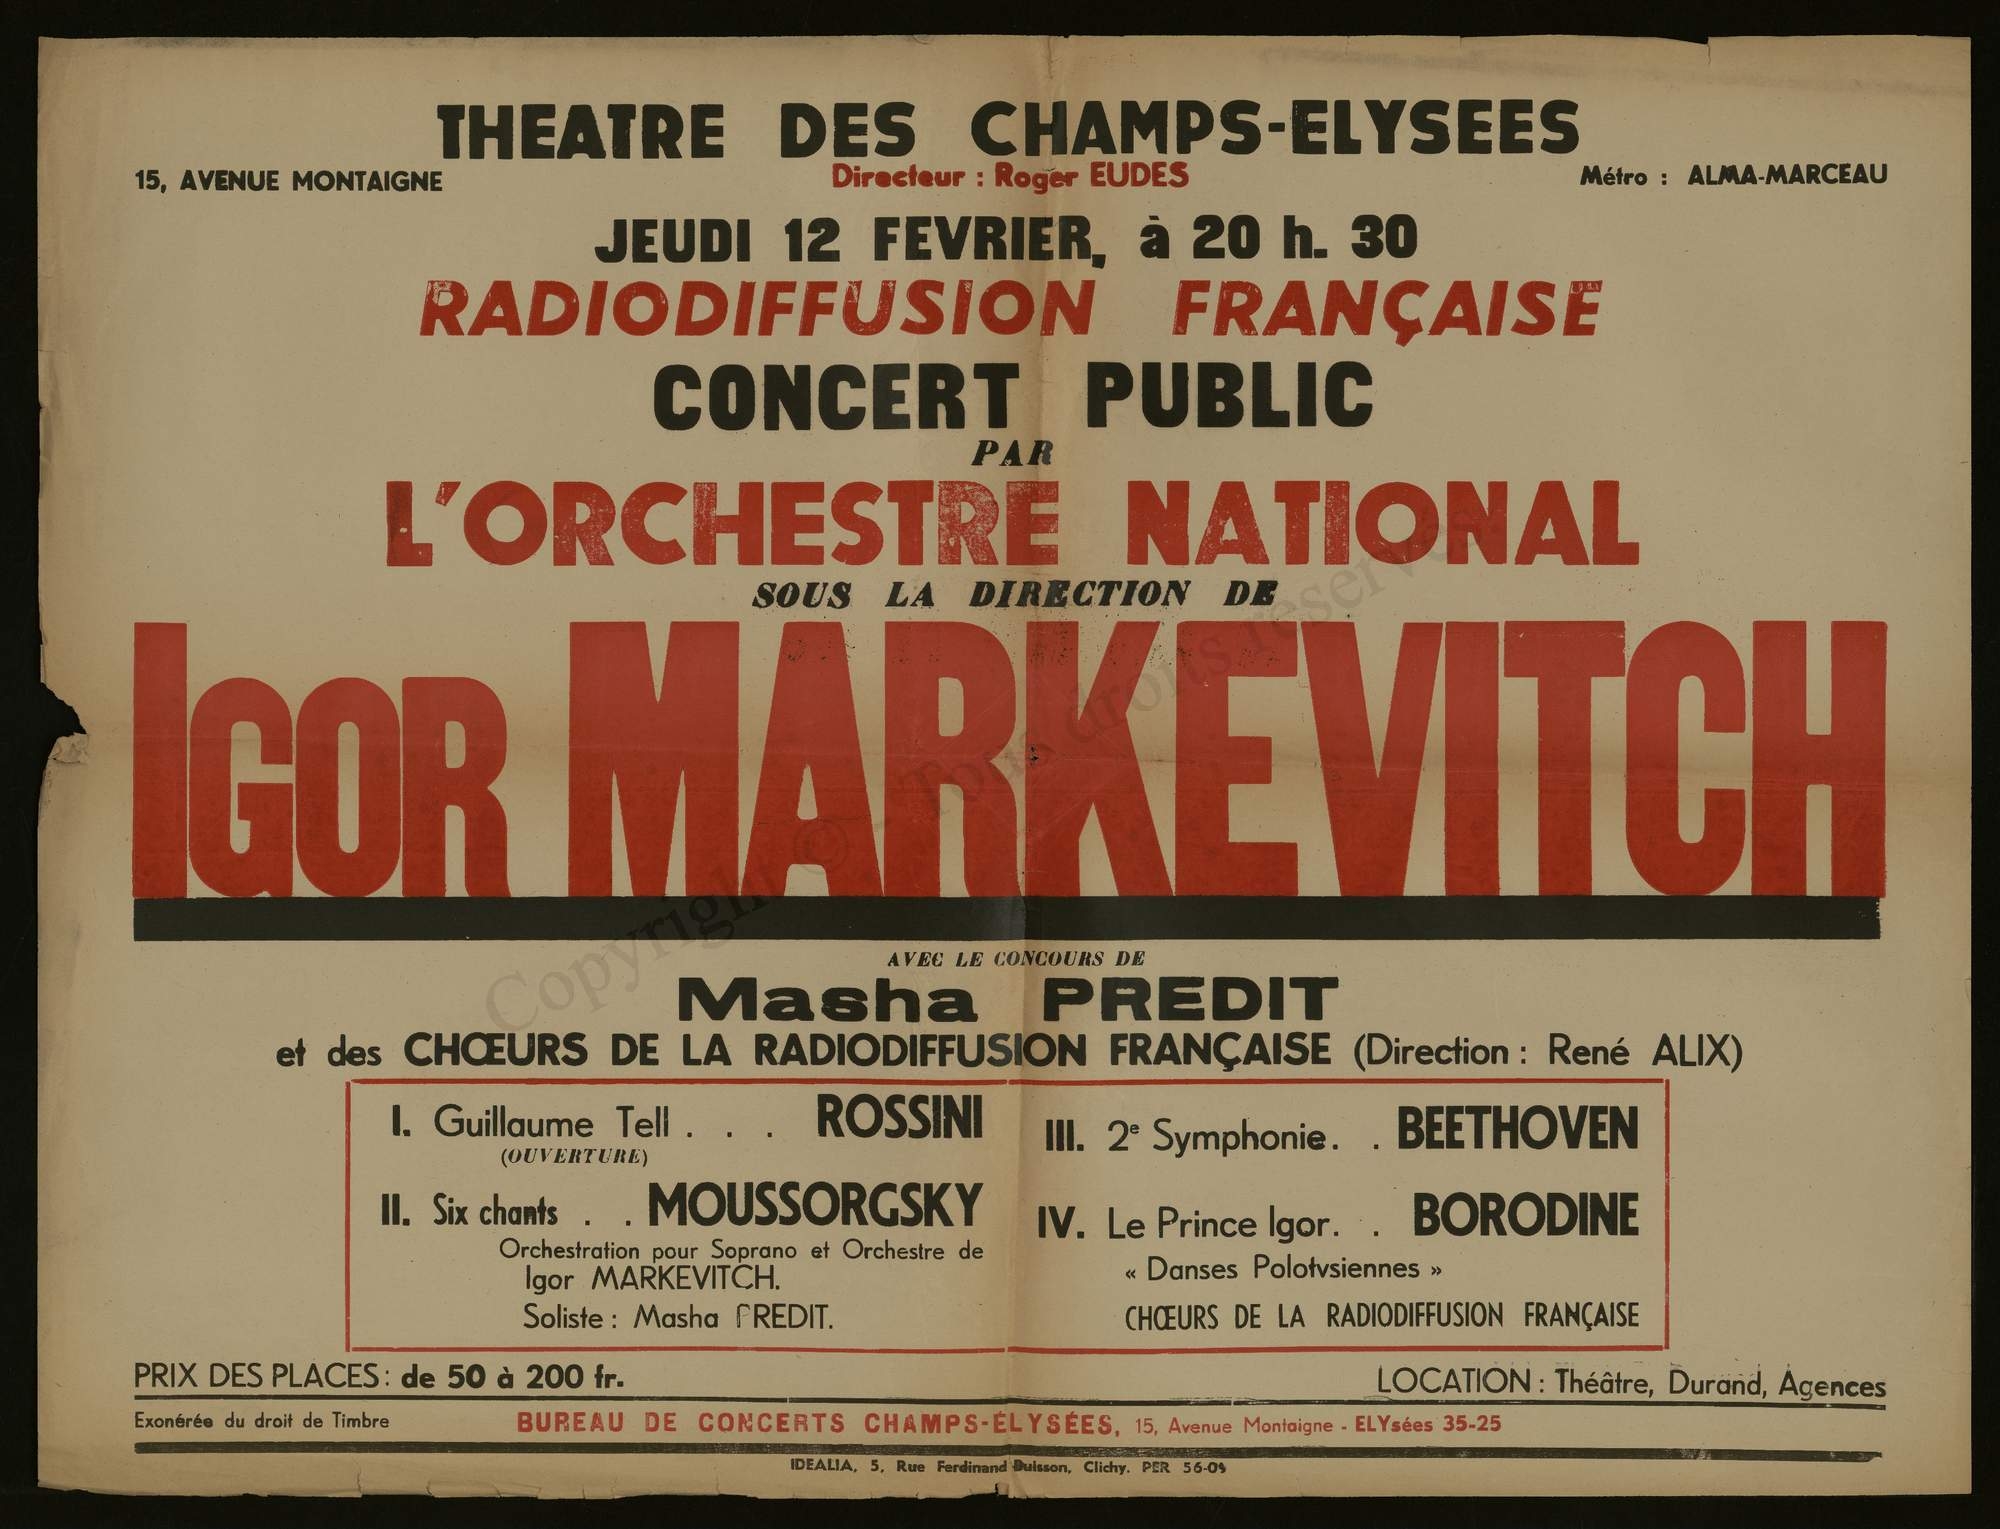 THEATRE DES CHAMPS-ELYSEES
15, AVENUE MONTAIGNE
Directeur : Roger EUDES
Métro : ALMA-MARCEAU
JEUDI 12 FEVRIER, à 20 h. 30
RADIODIFFUSION FRANÇAISE
CONCERT PUBLIC
PAR
L'ORCHESTRE NATIONAL
SOUS LA DIRECTION DE
IGOR MARKEVITCH
AVEC LE CONCOURS DE
Masha PREDIT
et des CHŒURS DE LA RADIODIFFUSION FRANÇAISE (Direction : René ALIX)
I. Guillaume Tell . . . ROSSINI
(OUVERTURE)
II. Six chants . . MOUSSORGSKY
Orchestration pour Soprano et Orchestre de
Igor MARKEVITCH.
Soliste : Masha PREDIT.
III. 2e Symphonie. . BEETHOVEN
IV. Le Prince Igor. . BORODINE
« Danses Polotvsiennes »
CHŒURS DE LA RADIODIFFUSION FRANÇAISE
PRIX DES PLACES : de 50 à 200 fr.
LOCATION : Théâtre, Durand, Agences
Exonérée du droit de Timbre
BUREAU DE CONCERTS CHAMPS-ÉLYSÉES, 15, Avenue Montaigne - ELYsées 35-25
IDEALIA, 5, Rue Ferdinand Buisson, Clichy. PER 56-09
Copyright © - Tous droits réservés